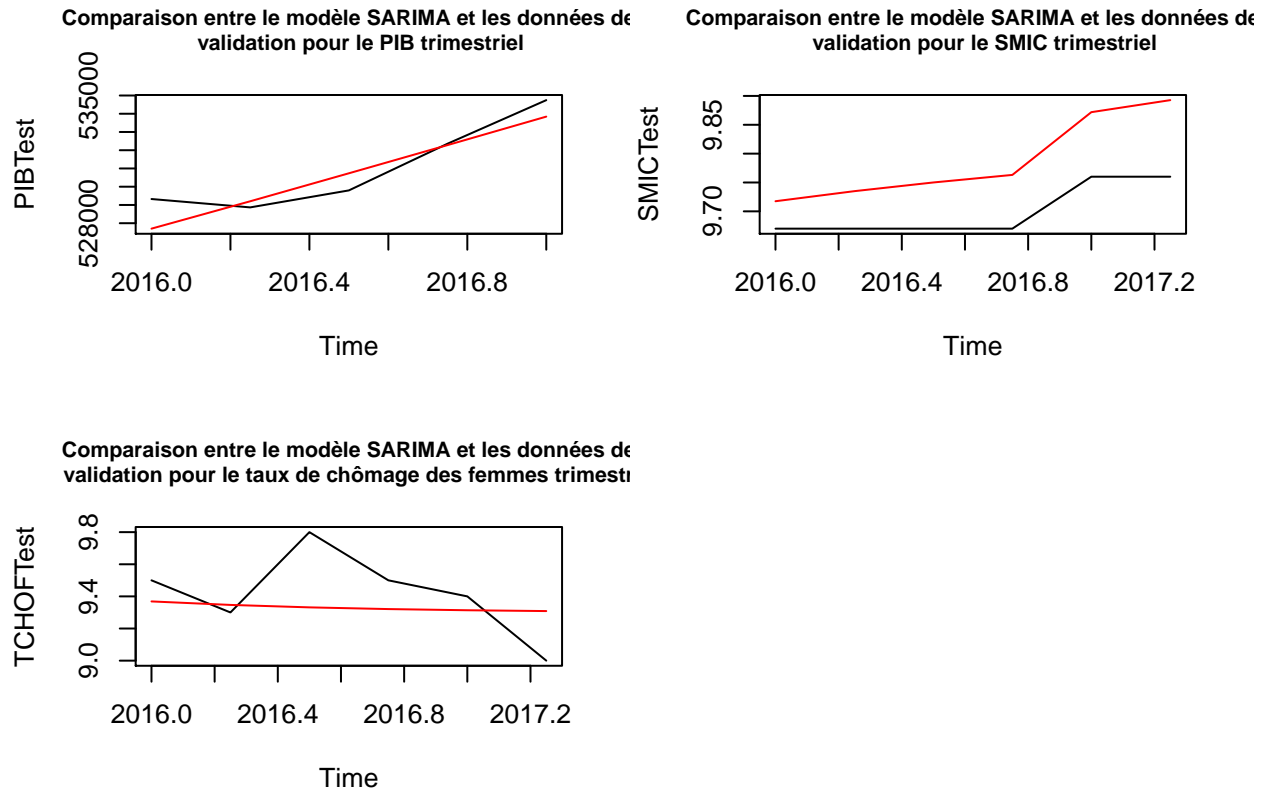 Comparaison entre le modèle SARIMA et les données de
validation pour le PIB trimestriel
PIBTest
535000
528000
2016.0 2016.4 2016.8
Time
Comparaison entre le modèle SARIMA et les données de
validation pour le SMIC trimestriel
SMICTest
9.85
9.70
2016.0 2016.4 2016.8 2017.2
Time
Comparaison entre le modèle SARIMA et les données de
validation pour le taux de chômage des femmes trimestr
TCHOFTest
9.8
9.4
9.0
2016.0 2016.4 2016.8 2017.2
Time